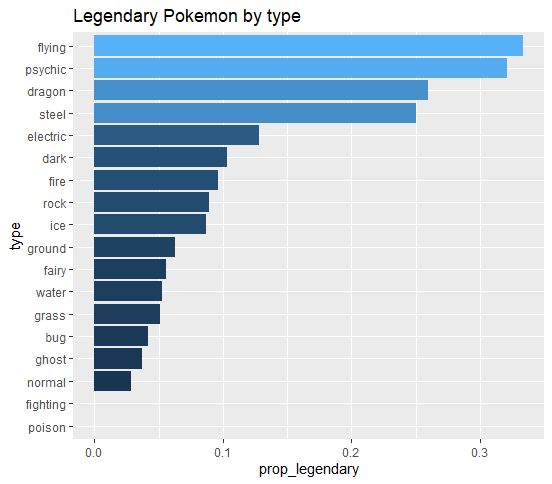 Legendary Pokemon by type
type
flying
psychic
dragon
steel
electric
dark
fire
rock
ice
ground
fairy
water
grass
bug
ghost
normal
fighting
poison
0.0 0.1 0.2 0.3
prop_legendary